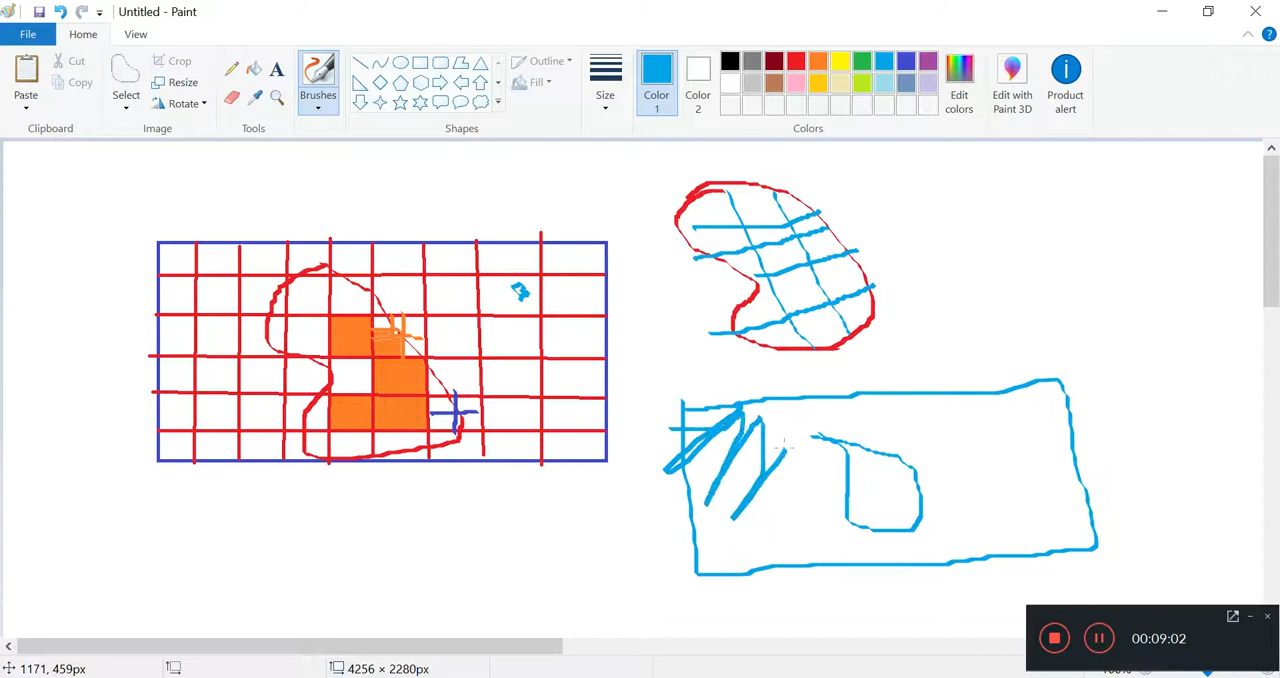 Untitled - Paint
File
Home
View
Paste
Cut
Copy
Clipboard
Select
Crop
Resize
Rotate
Image
A
Tools
Brushes
Outline
Fill
Shapes
Size
Color
1
Color
2
Edit
colors
Edit with
Paint 3D
Product
alert
Colors
00:09:02
1171, 459px
4256 × 2280px